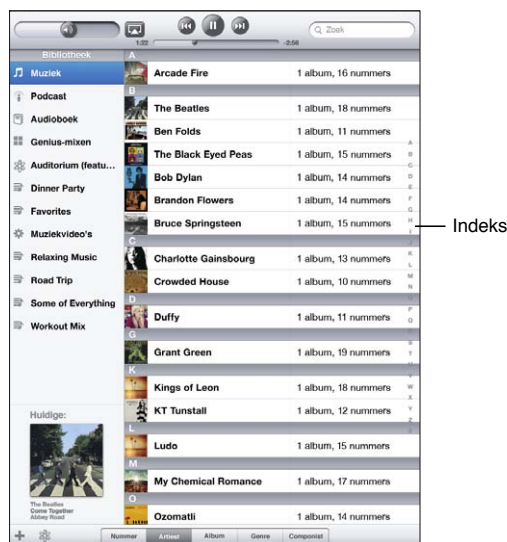 Zoek
1:22
-2:56
Bibliotheek
Muziek
Podcast
Audioboek
Genius-mixen
Auditorium (featu...
Dinner Party
Favorites
Muziekvideo's
Relaxing Music
Road Trip
Some of Everything
Workout Mix
Huidige:
The Beatles
Come Together
Abbey Road
A
Arcade Fire 1 album, 16 nummers
B
The Beatles 1 album, 18 nummers
Ben Folds 1 album, 11 nummers
The Black Eyed Peas 1 album, 15 nummers
Bob Dylan 1 album, 14 nummers
Brandon Flowers 1 album, 14 nummers
Bruce Springsteen 1 album, 15 nummers
C
Charlotte Gainsbourg 1 album, 13 nummers
Crowded House 1 album, 10 nummers
D
Duffy 1 album, 11 nummers
G
Grant Green 1 album, 19 nummers
K
Kings of Leon 1 album, 18 nummers
KT Tunstall 1 album, 12 nummers
L
Ludo 1 album, 15 nummers
M
My Chemical Romance 1 album, 17 nummers
O
Ozomatli 1 album, 14 nummers
A
B
C
D
E
F
G
H
I
J
K
L
M
N
P
Q
T
W
X
Y
Z
Indeks
Nummer Artiest Album Genre Componist